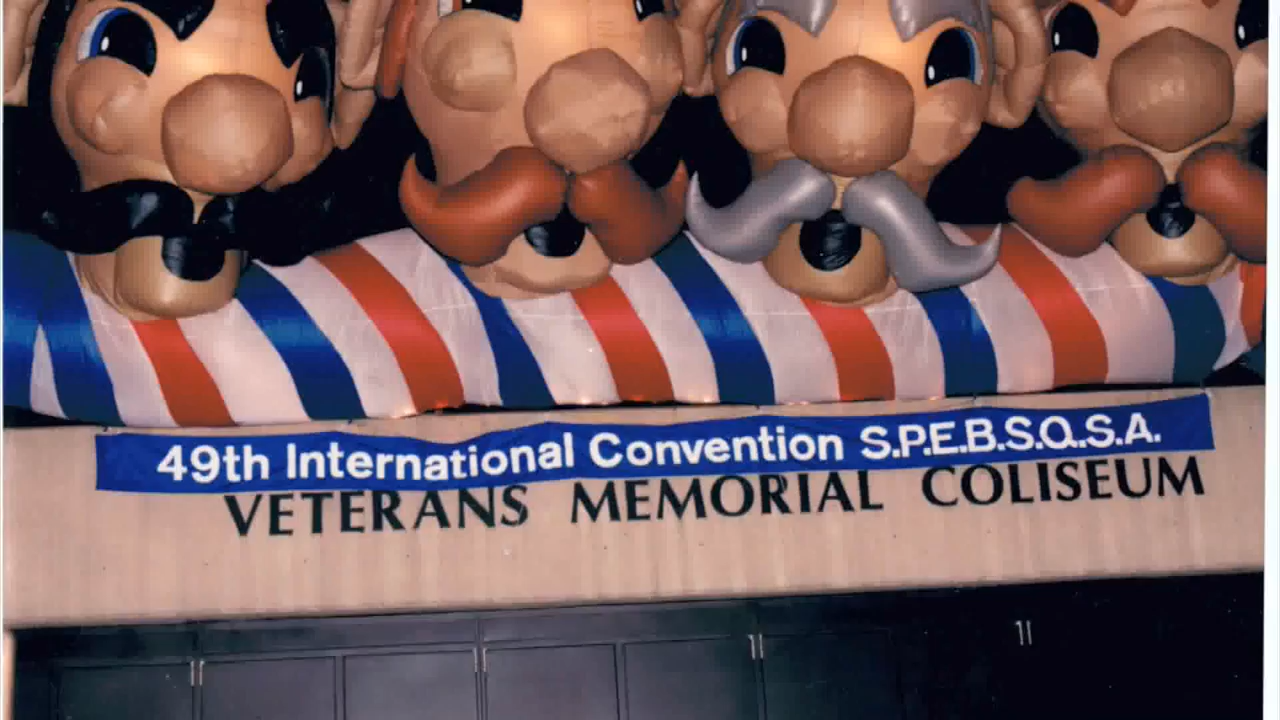 49th International Convention S.P.E.B.S.Q.S.A.
VETERANS MEMORIAL COLISEUM